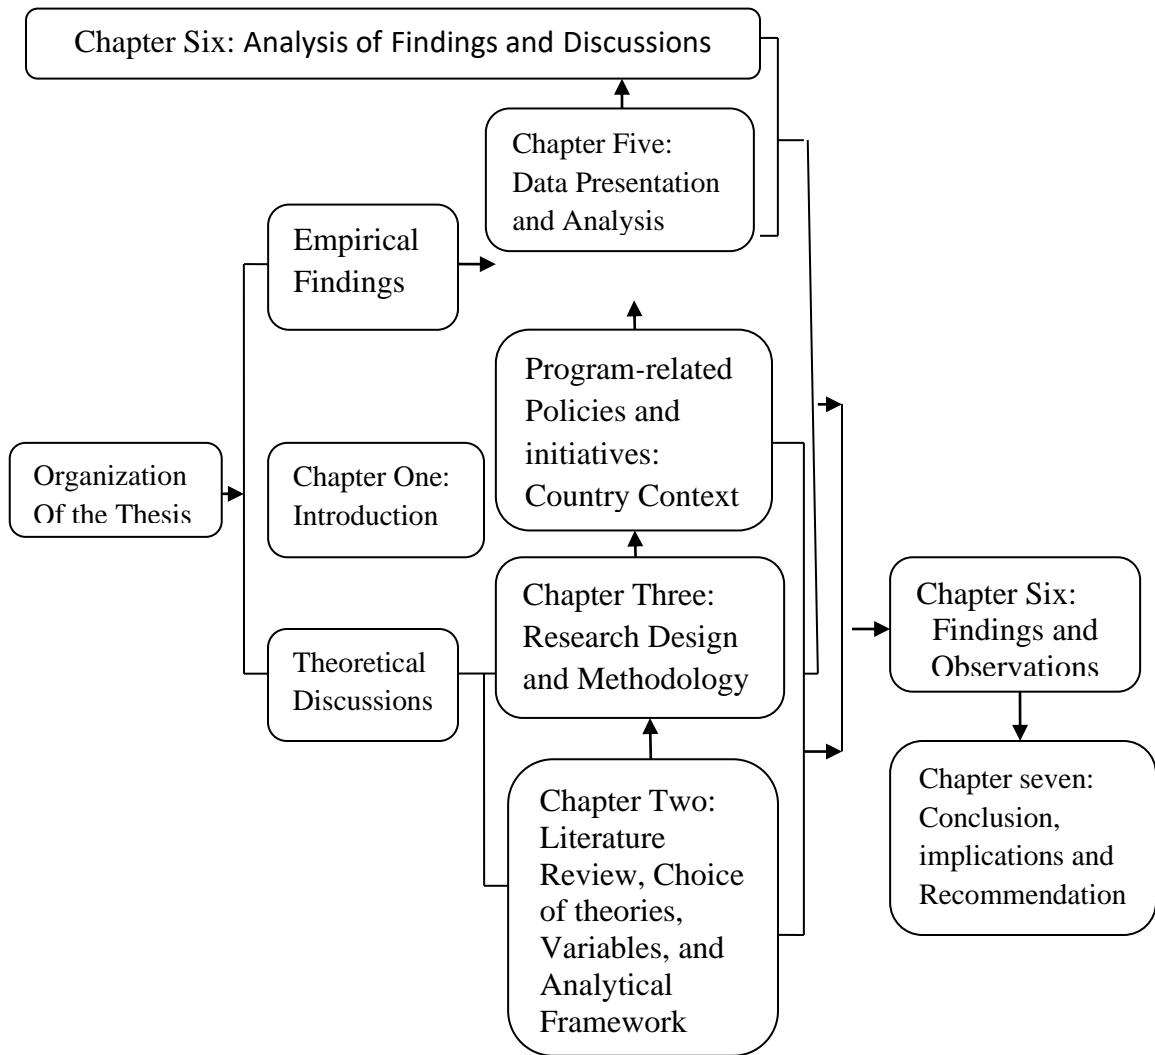 Chapter Six: Analysis of Findings and Discussions
Chapter Five:
Data Presentation
and Analysis
Empirical
Findings
Program-related
Policies and
initiatives:
Country Context
Organization
Of the Thesis
Chapter One:
Introduction
Chapter Three:
Research Design
and Methodology
Theoretical
Discussions
Chapter Two:
Literature
Review, Choice
of theories,
Variables, and
Analytical
Framework
Chapter Six:
Findings and
Observations
Chapter seven:
Conclusion,
implications and
Recommendation